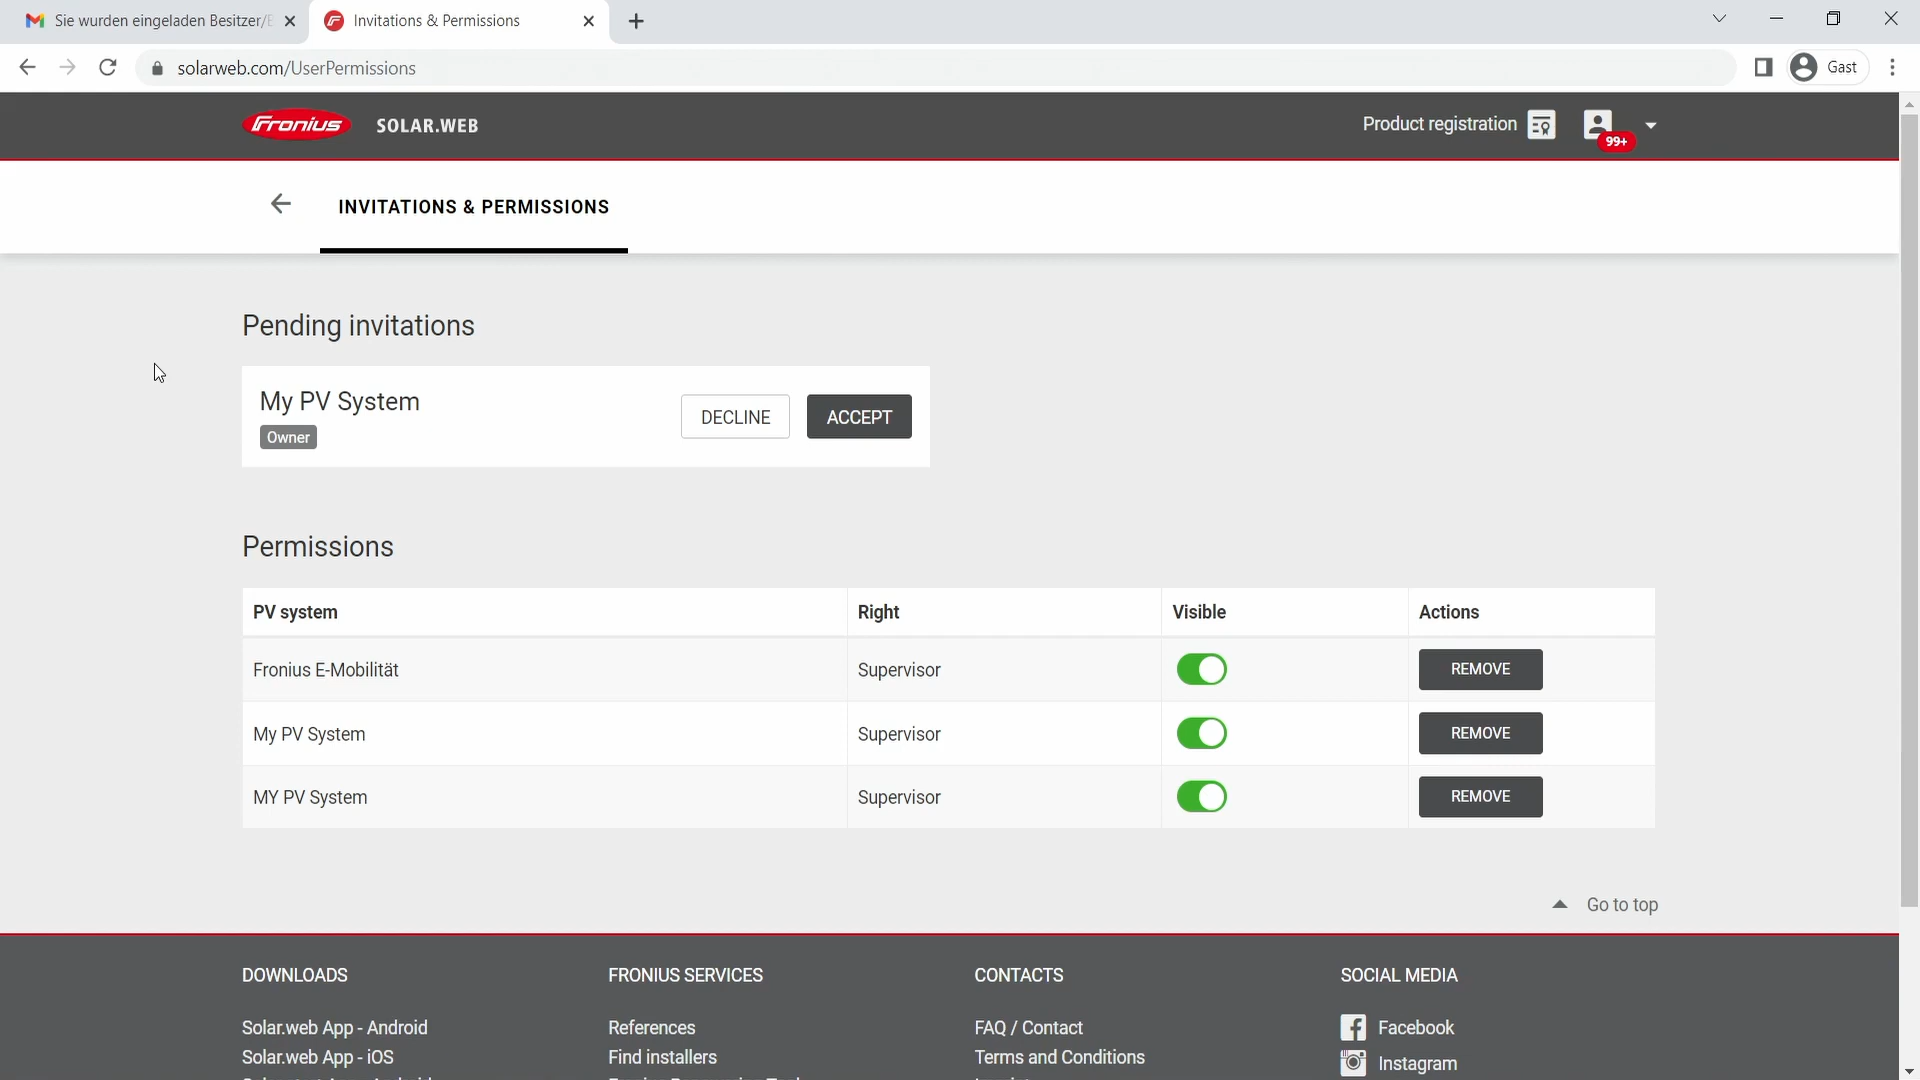 Sie wurden eingeladen Besitzer/
Invitations & Permissions
solarweb.com/UserPermissions
Gast
Fronius
SOLAR.WEB
Product registration
99+
INVITATIONS & PERMISSIONS
Pending invitations
My PV System
Owner
DECLINE
ACCEPT
Permissions
PV system
Right
Visible
Actions
Fronius E-Mobilität
Supervisor
REMOVE
My PV System
Supervisor
REMOVE
MY PV System
Supervisor
REMOVE
Go to top
DOWNLOADS
FRONIUS SERVICES
CONTACTS
SOCIAL MEDIA
Solar.web App - Android
References
FAQ / Contact
Facebook
Solar.web App - iOS
Find installers
Terms and Conditions
Instagram